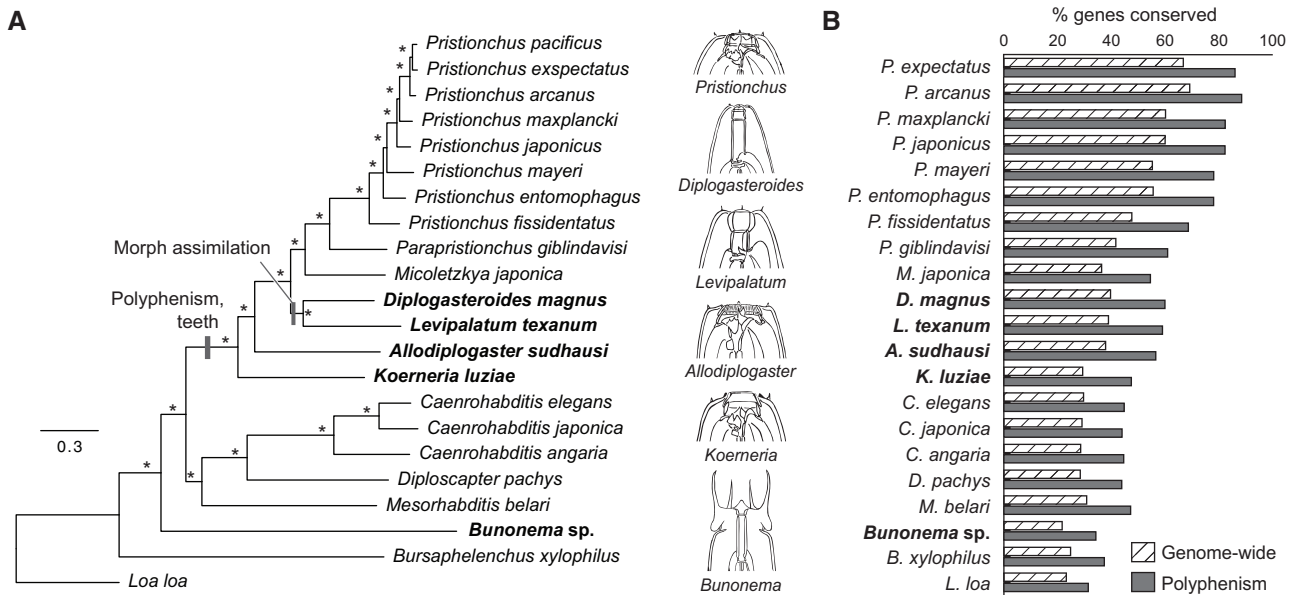 A
Pristionchus pacificus
Pristionchus exspectatus
Pristionchus arcanus
Pristionchus maxplancki
Pristionchus japonicus
Pristionchus mayeri
Pristionchus entomophagus
Pristionchus fissidentatus
Parapristionchus giblindavisi
Micoletzkya japonica
Diplogasteroides magnus
Levipalatum texanum
Allodiplogaster sudhausi
Koerneria luziae
Caenrohabditis elegans
Caenrohabditis japonica
Caenrohabditis angaria
Diploscapter pachys
Mesorhabditis belari
Bunonema sp.
Bursaphelenchus xylophilus
Loa loa
Morph assimilation
Polyphenism,
teeth
0.3
* * * * * * * * * * * * * * * * * * *
Pristionchus
Diplogasteroides
Levipalatum
Allodiplogaster
Koerneria
Bunonema
B
% genes conserved
0 20 40 60 80 100
P. expectatus
P. arcanus
P. maxplancki
P. japonicus
P. mayeri
P. entomophagus
P. fissidentatus
P. giblindavisi
M. japonica
D. magnus
L. texanum
A. sudhausi
K. luziae
C. elegans
C. japonica
C. angaria
D. pachys
M. belari
Bunonema sp.
B. xylophilus
L. loa
Genome-wide
Polyphenism